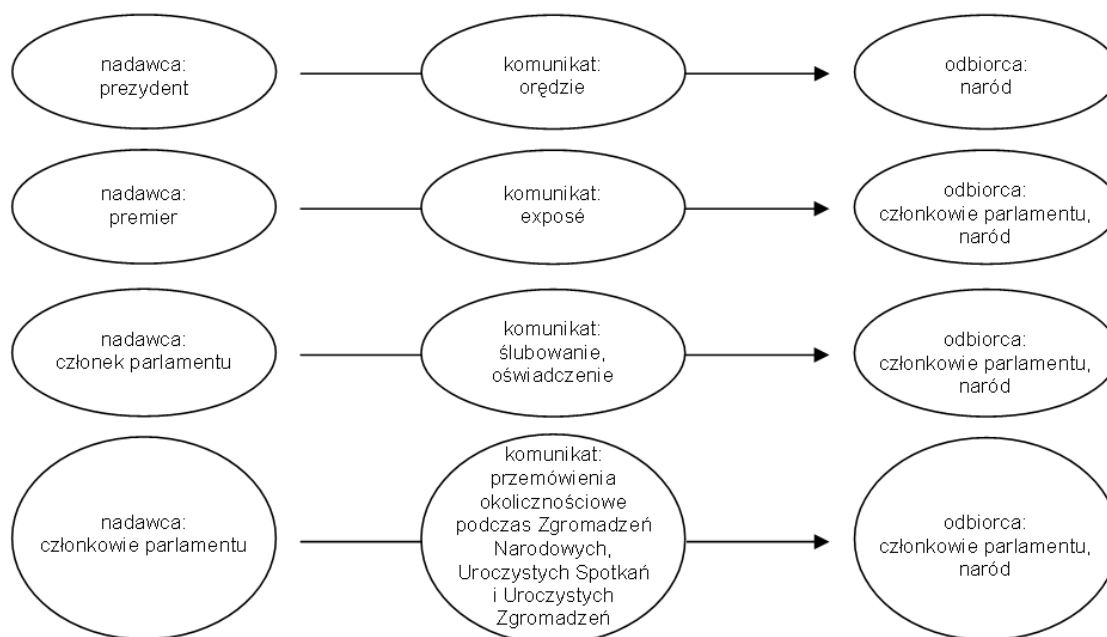 nadawca:
prezydent
komunikat:
orędzie
odbiorca:
naród
nadawca:
premier
komunikat:
exposé
odbiorca:
członkowie parlamentu,
naród
nadawca:
członek parlamentu
komunikat:
ślubowanie,
oświadczenie
odbiorca:
członkowie parlamentu,
naród
nadawca:
członkowie parlamentu
komunikat:
przemówienia
okolicznościowe
podczas Zgromadzeń
Narodowych,
Uroczystych Spotkań
i Uroczystych
Zgromadzeń
odbiorca:
członkowie parlamentu,
naród